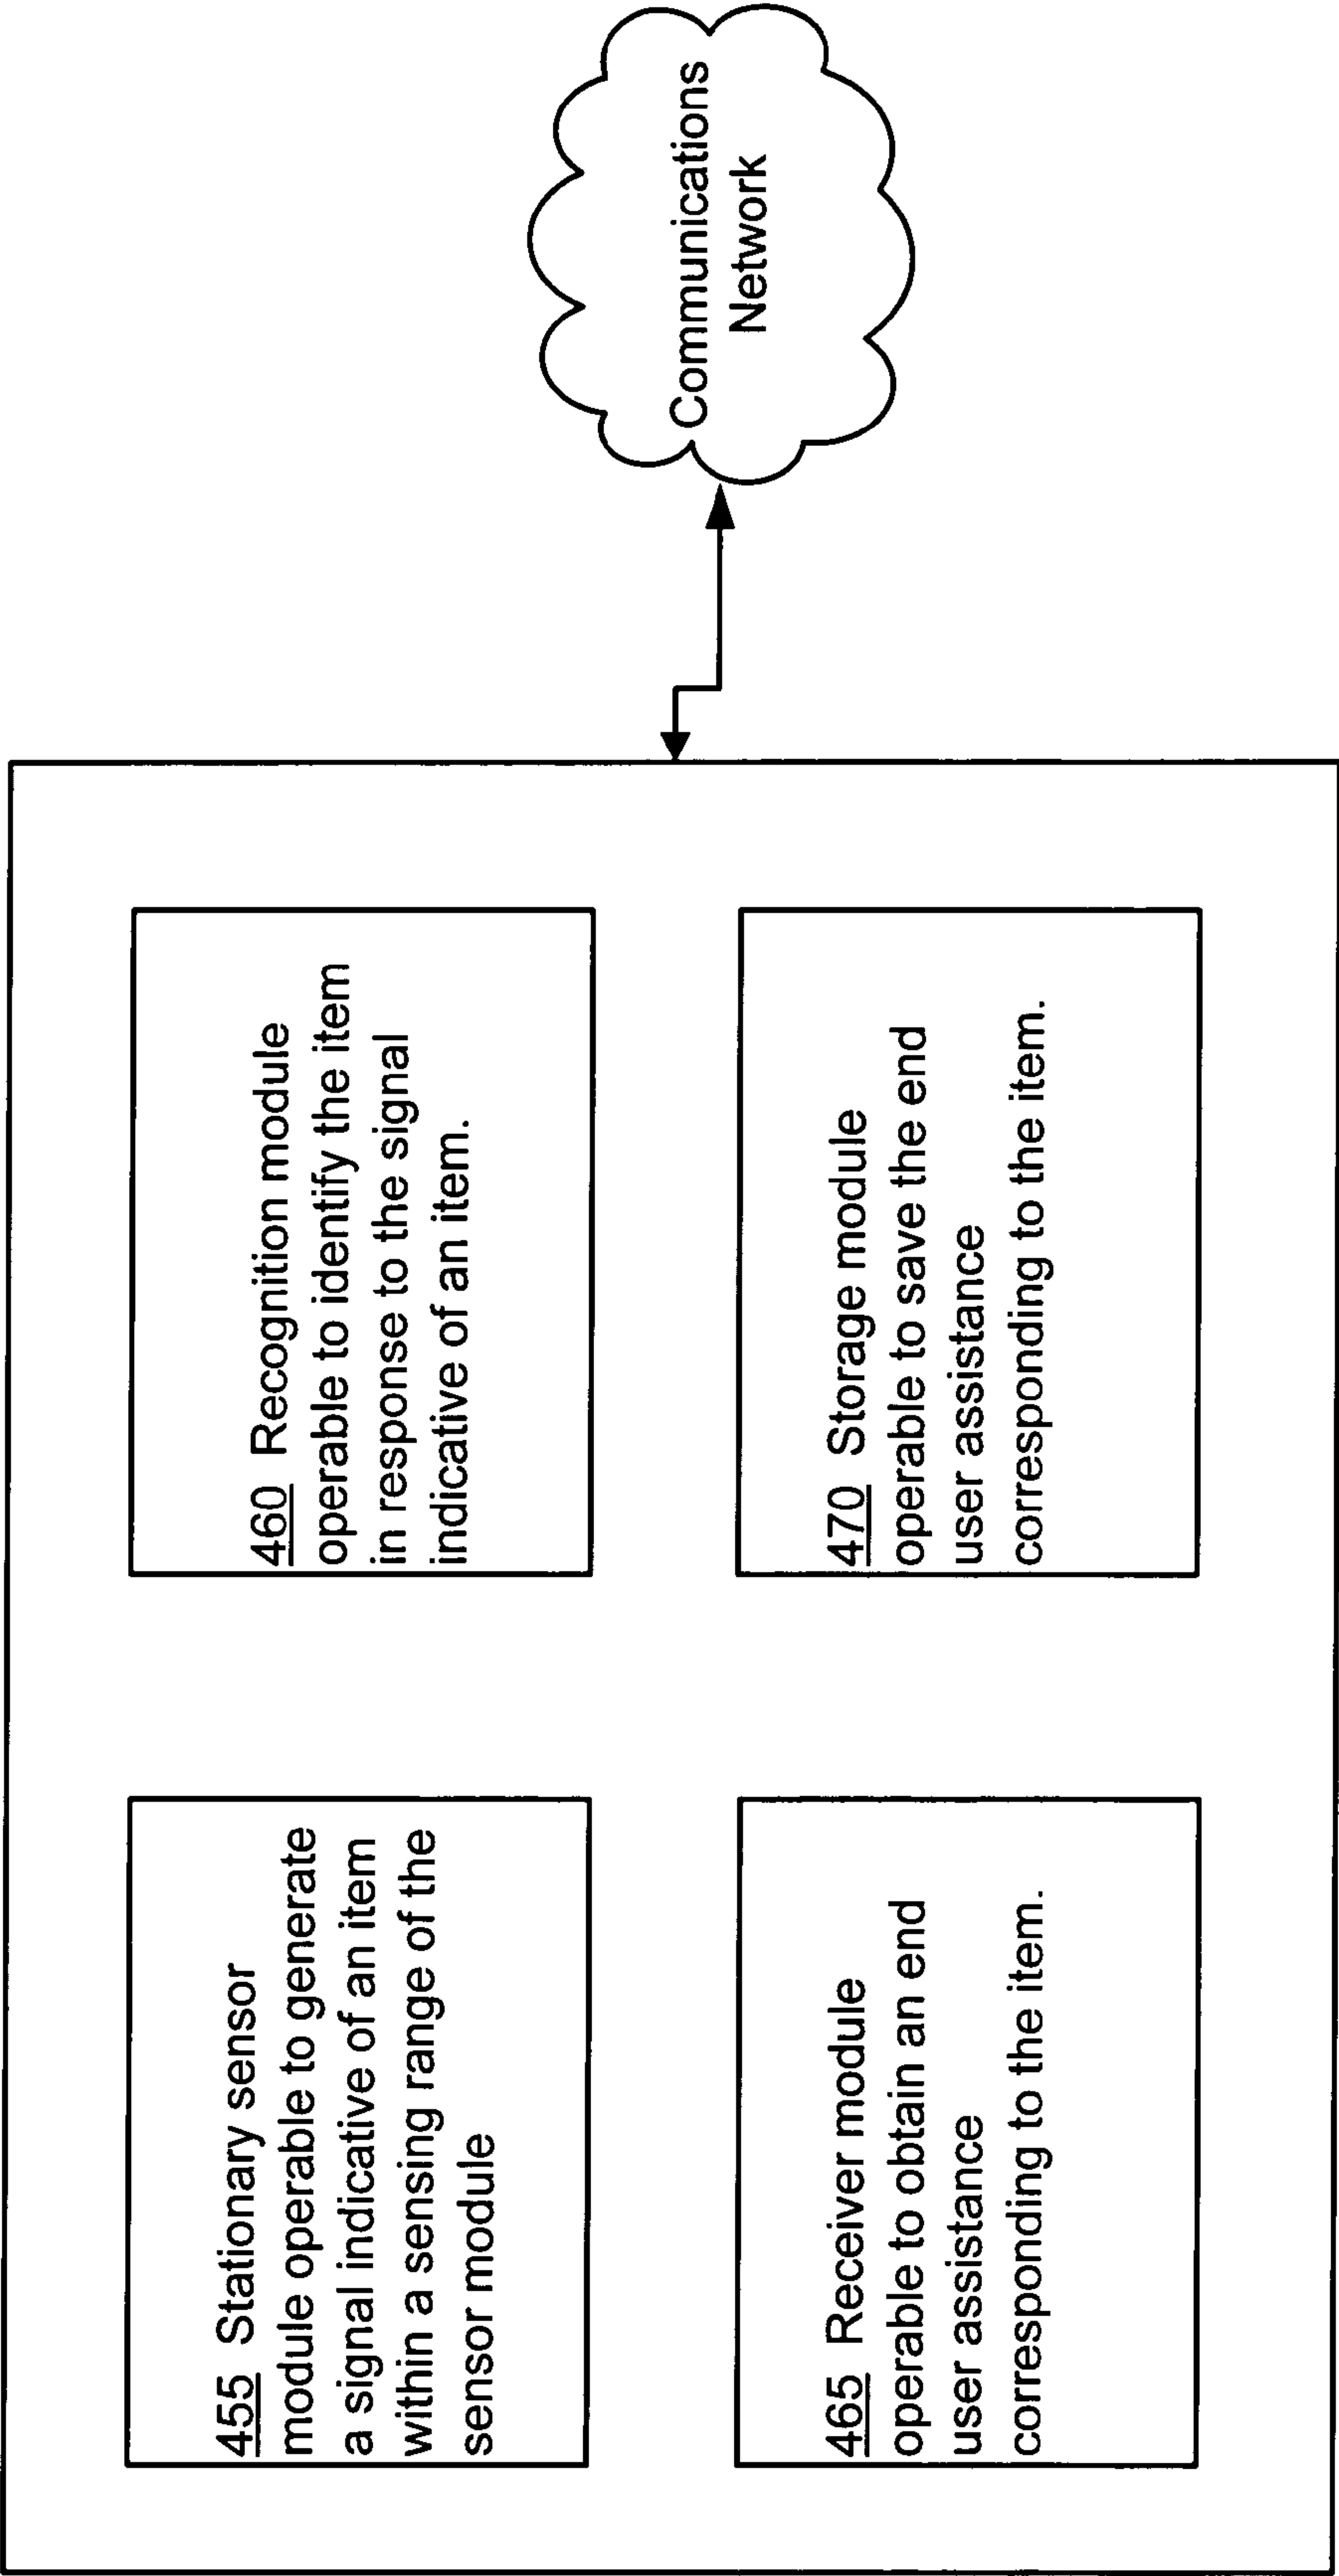 455 Stationary sensor
module operable to generate
a signal indicative of an item
within a sensing range of the
sensor module
460 Recognition module
operable to identify the item
in response to the signal
indicative of an item.
465 Receiver module
operable to obtain an end
user assistance
corresponding to the item.
470 Storage module
operable to save the end
user assistance
corresponding to the item.
Communications
Network